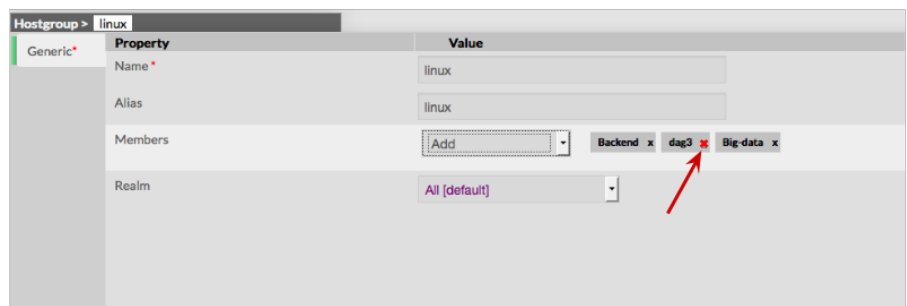 Hostgroup > linux
Generic*
Property Value
Name* linux
Alias linux
Members Add Backend x dag3 x Big-data x
Realm All [default]